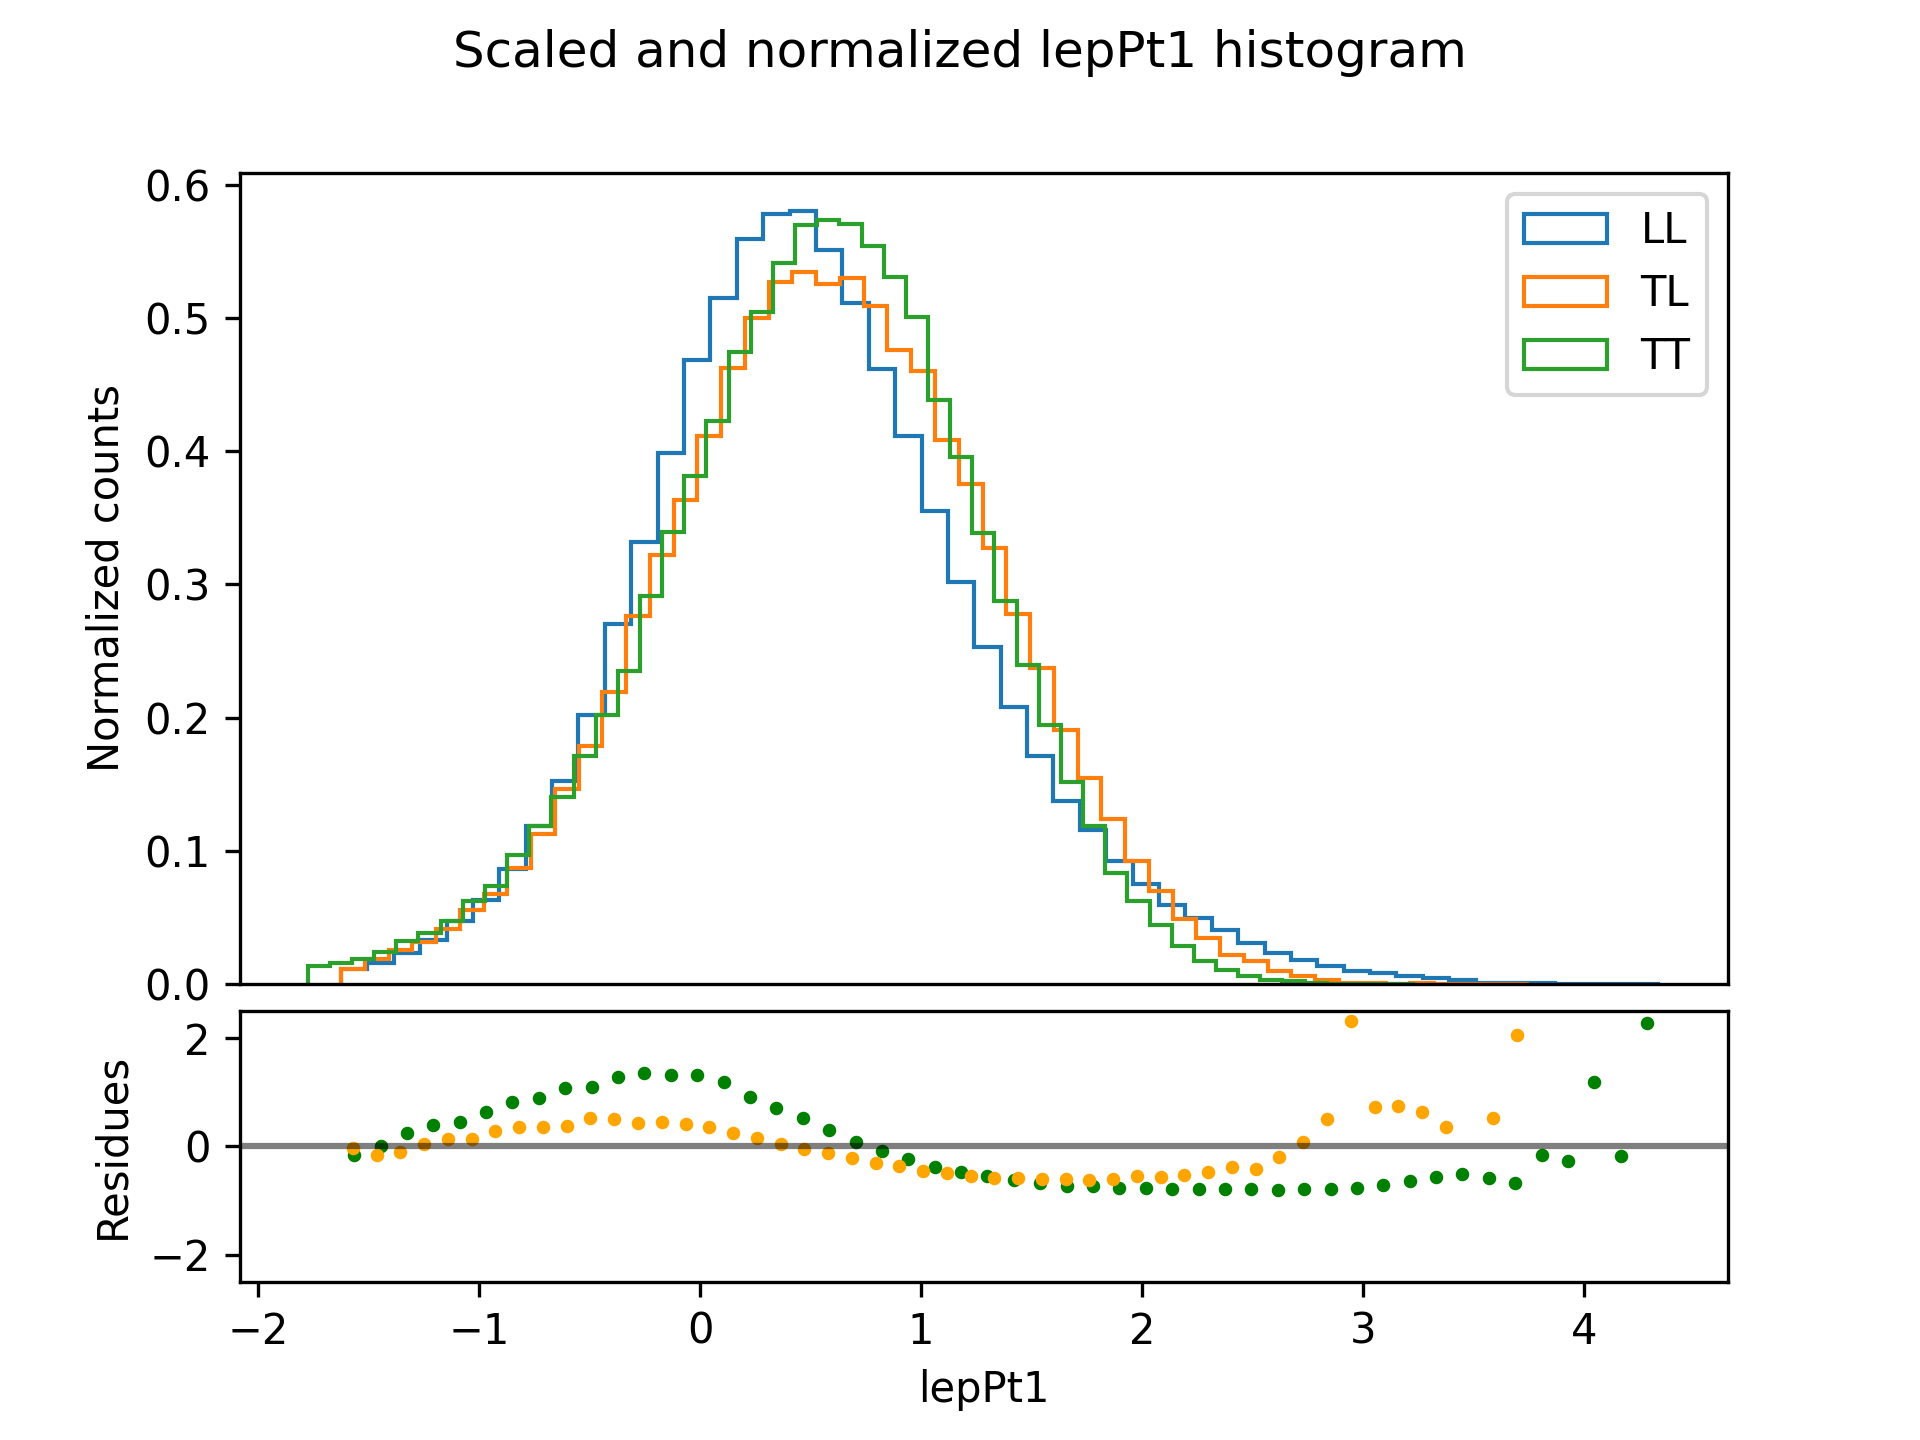 Scaled and normalized lepPt1 histogram
0.6
0.5
0.4
0.3
0.2
0.1
0.0
Normalized counts
LL
TL
TT
2
0
−2
Residues
−2 −1 0 1 2 3 4
lepPt1